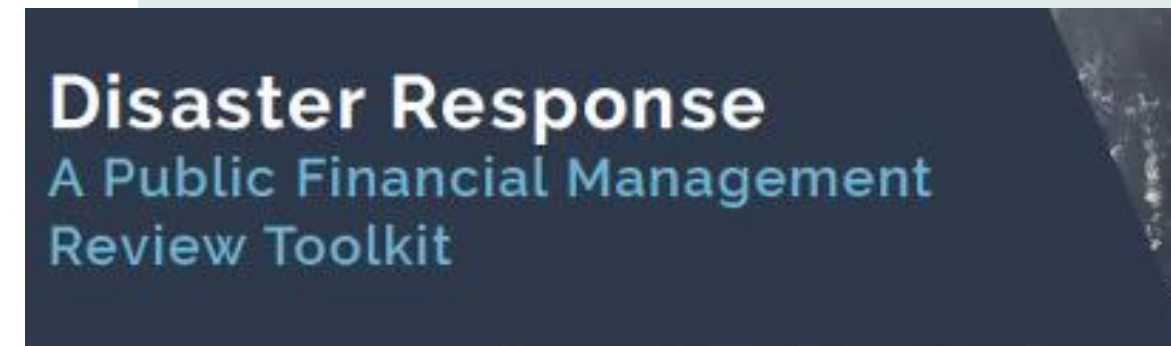 Disaster Response
A Public Financial Management
Review Toolkit